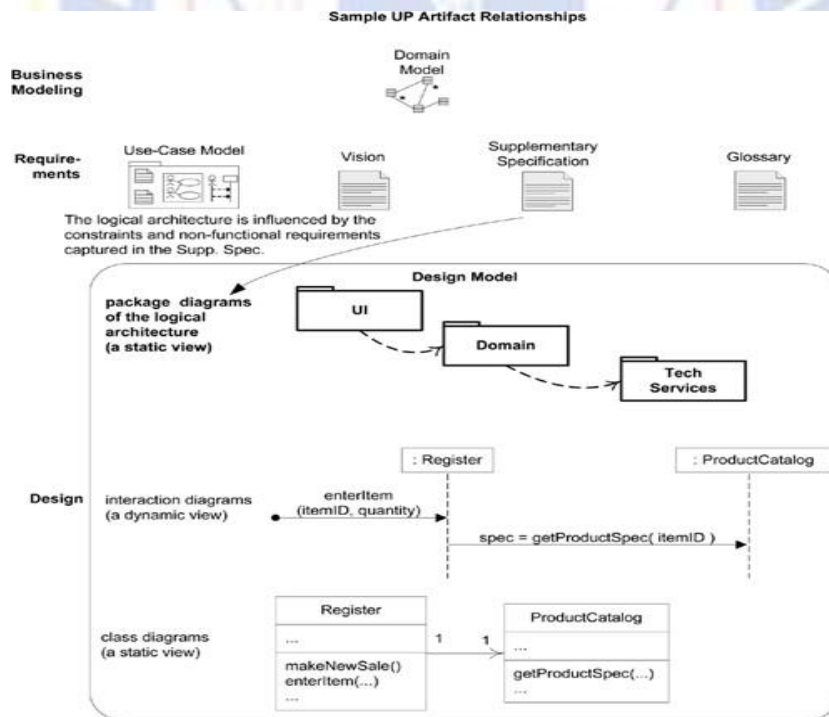 Sample UP Artifact Relationships
Business
Modeling
Domain
Model
Require-
ments
Use-Case Model
Vision
Supplementary
Specification
Glossary
The logical architecture is influenced by the
constraints and non-functional requirements
captured in the Supp. Spec.
Design Model
package diagrams
of the logical
architecture
(a static view)
UI
Domain
Tech
Services
Design
interaction diagrams
(a dynamic view)
: Register
: ProductCatalog
enterItem
(itemID, quantity)
spec = getProductSpec( itemID )
class diagrams
(a static view)
Register
...
makeNewSale()
enterItem(...)
...
1
1
ProductCatalog
...
getProductSpec(...)
...